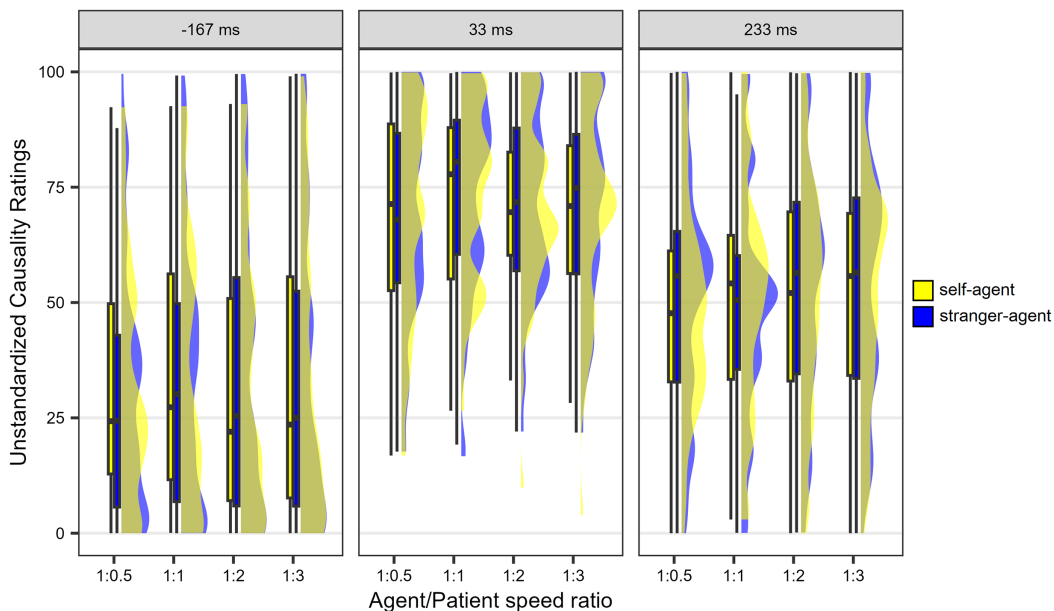 -167 ms
33 ms
233 ms
Unstandardized Causality Ratings
100
75
50
25
0
1:0.5 1:1 1:2 1:3
1:0.5 1:1 1:2 1:3
1:0.5 1:1 1:2 1:3
Agent/Patient speed ratio
self-agent
stranger-agent